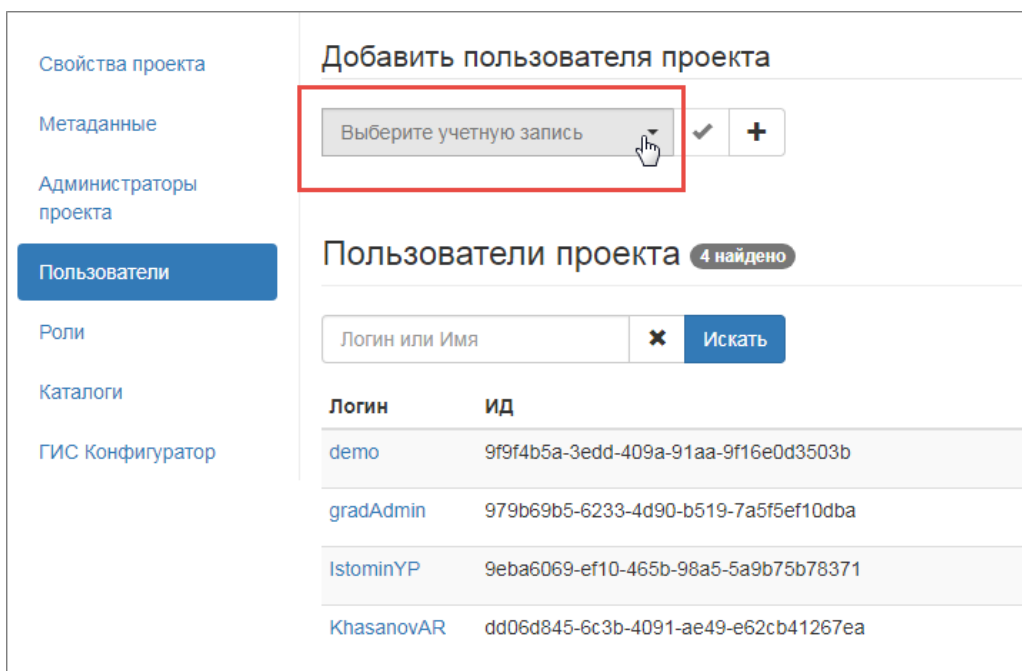 Свойства проекта
Метаданные
Администраторы
проекта
Пользователи
Роли
Каталоги
ГИС Конфигуратор
Добавить пользователя проекта
Выберите учетную запись
Пользователи проекта 4 найдено
Логин или Имя
Искать
Логин ИД
demo 9f9f4b5a-3edd-409a-91aa-9f16e0d3503b
gradAdmin 979b69b5-6233-4d90-b519-7a5f5ef10dba
IstominYP 9eba6069-ef10-465b-98a5-5a9b75b78371
KhasanovAR dd06d845-6c3b-4091-ae49-e62cb41267ea